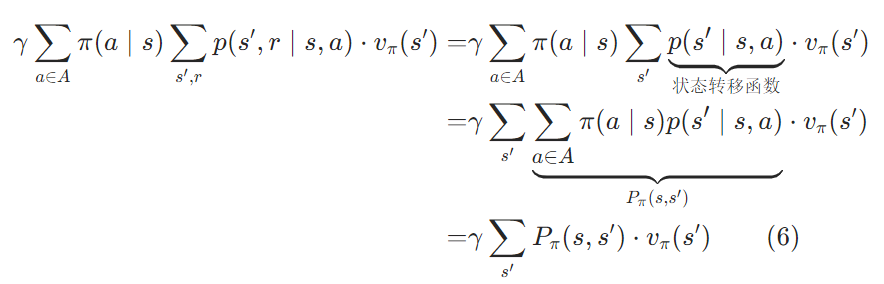 γ∑_{a∈A} π(a | s) ∑_{s′,r} p(s′, r | s, a) · v_π(s′) =γ∑_{a∈A} π(a | s) ∑_{s′} p(s′ | s, a) · v_π(s′)
状态转移函数
=γ∑_{s′} ∑_{a∈A} π(a | s)p(s′ | s, a) · v_π(s′)
P_π(s,s′)
=γ∑_{s′} P_π(s, s′) · v_π(s′) (6)